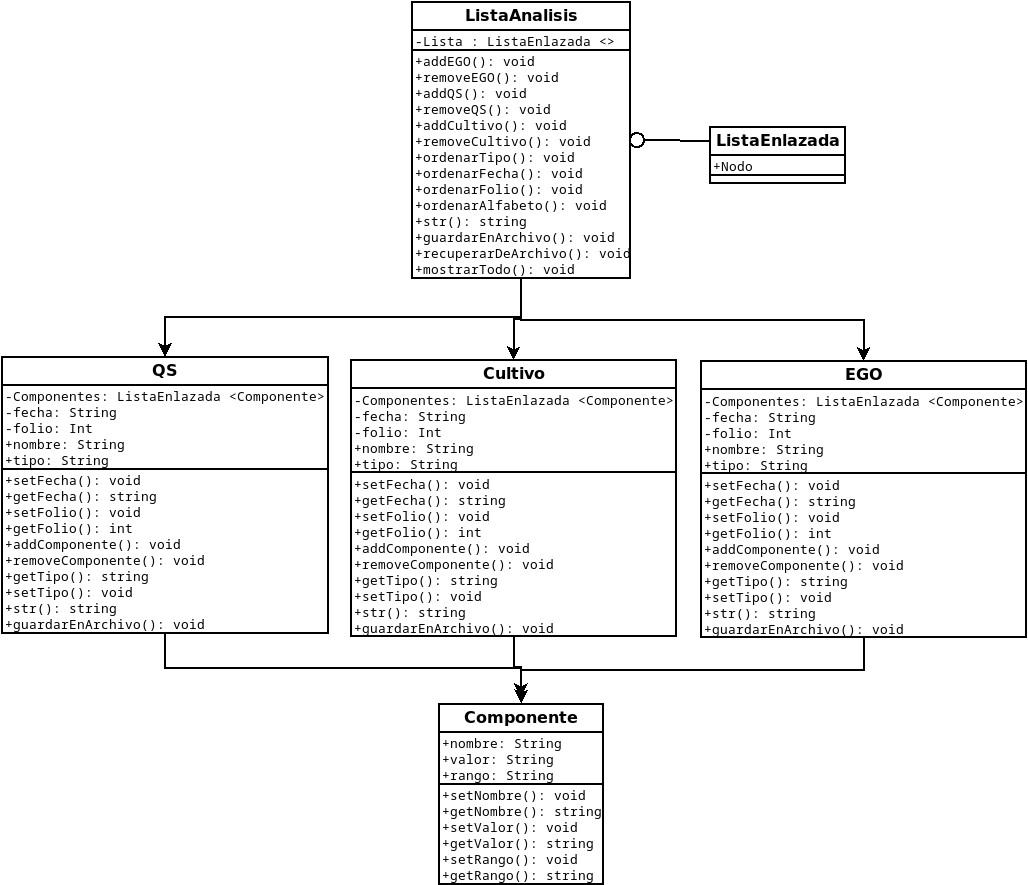 ListaAnalisis
-Lista : ListaEnlazada <>
+addEGO(): void
+removeEGO(): void
+addQS(): void
+removeQS(): void
+addCultivo(): void
+removeCultivo(): void
+ordenarTipo(): void
+ordenarFecha(): void
+ordenarFolio(): void
+ordenarAlfabeto(): void
+str(): string
+guardarEnArchivo(): void
+recuperarDeArchivo(): void
+mostrarTodo(): void
ListaEnlazada
+Nodo
QS
-Componentes: ListaEnlazada <Componente>
-fecha: String
-folio: Int
+nombre: String
+tipo: String
+setFecha(): void
+getFecha(): string
+setFolio(): void
+getFolio(): int
+addComponente(): void
+removeComponente(): void
+getTipo(): string
+setTipo(): void
+str(): string
+guardarEnArchivo(): void
Cultivo
-Componentes: ListaEnlazada <Componente>
-fecha: String
-folio: Int
+nombre: String
+tipo: String
+setFecha(): void
+getFecha(): string
+setFolio(): void
+getFolio(): int
+addComponente(): void
+removeComponente(): void
+getTipo(): string
+setTipo(): void
+str(): string
+guardarEnArchivo(): void
EGO
-Componentes: ListaEnlazada <Componente>
-fecha: String
-folio: Int
+nombre: String
+tipo: String
+setFecha(): void
+getFecha(): string
+setFolio(): void
+getFolio(): int
+addComponente(): void
+removeComponente(): void
+getTipo(): string
+setTipo(): void
+str(): string
+guardarEnArchivo(): void
Componente
+nombre: String
+valor: String
+rango: String
+setNombre(): void
+getNombre(): string
+setValor(): void
+getValor(): string
+setRango(): void
+getRango(): string